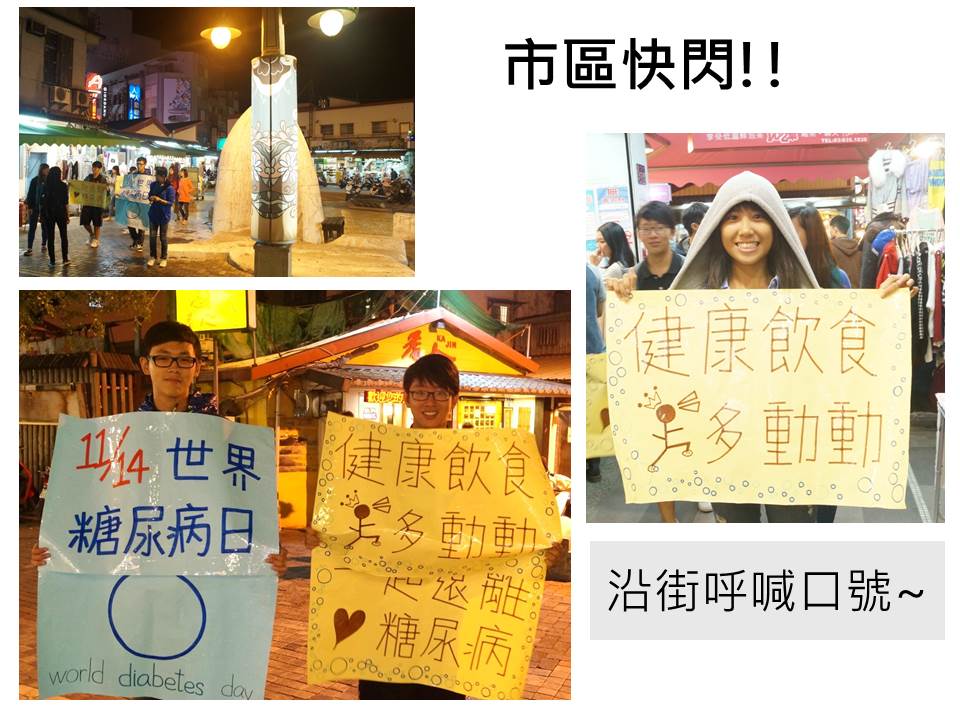 市區快閃!!
健康飲食
多動動
11/14 世界
糖尿病日
world diabetes day
KAJIN
健康飲食
多動動
一起遠離
糖尿病
沿街呼喊口號~